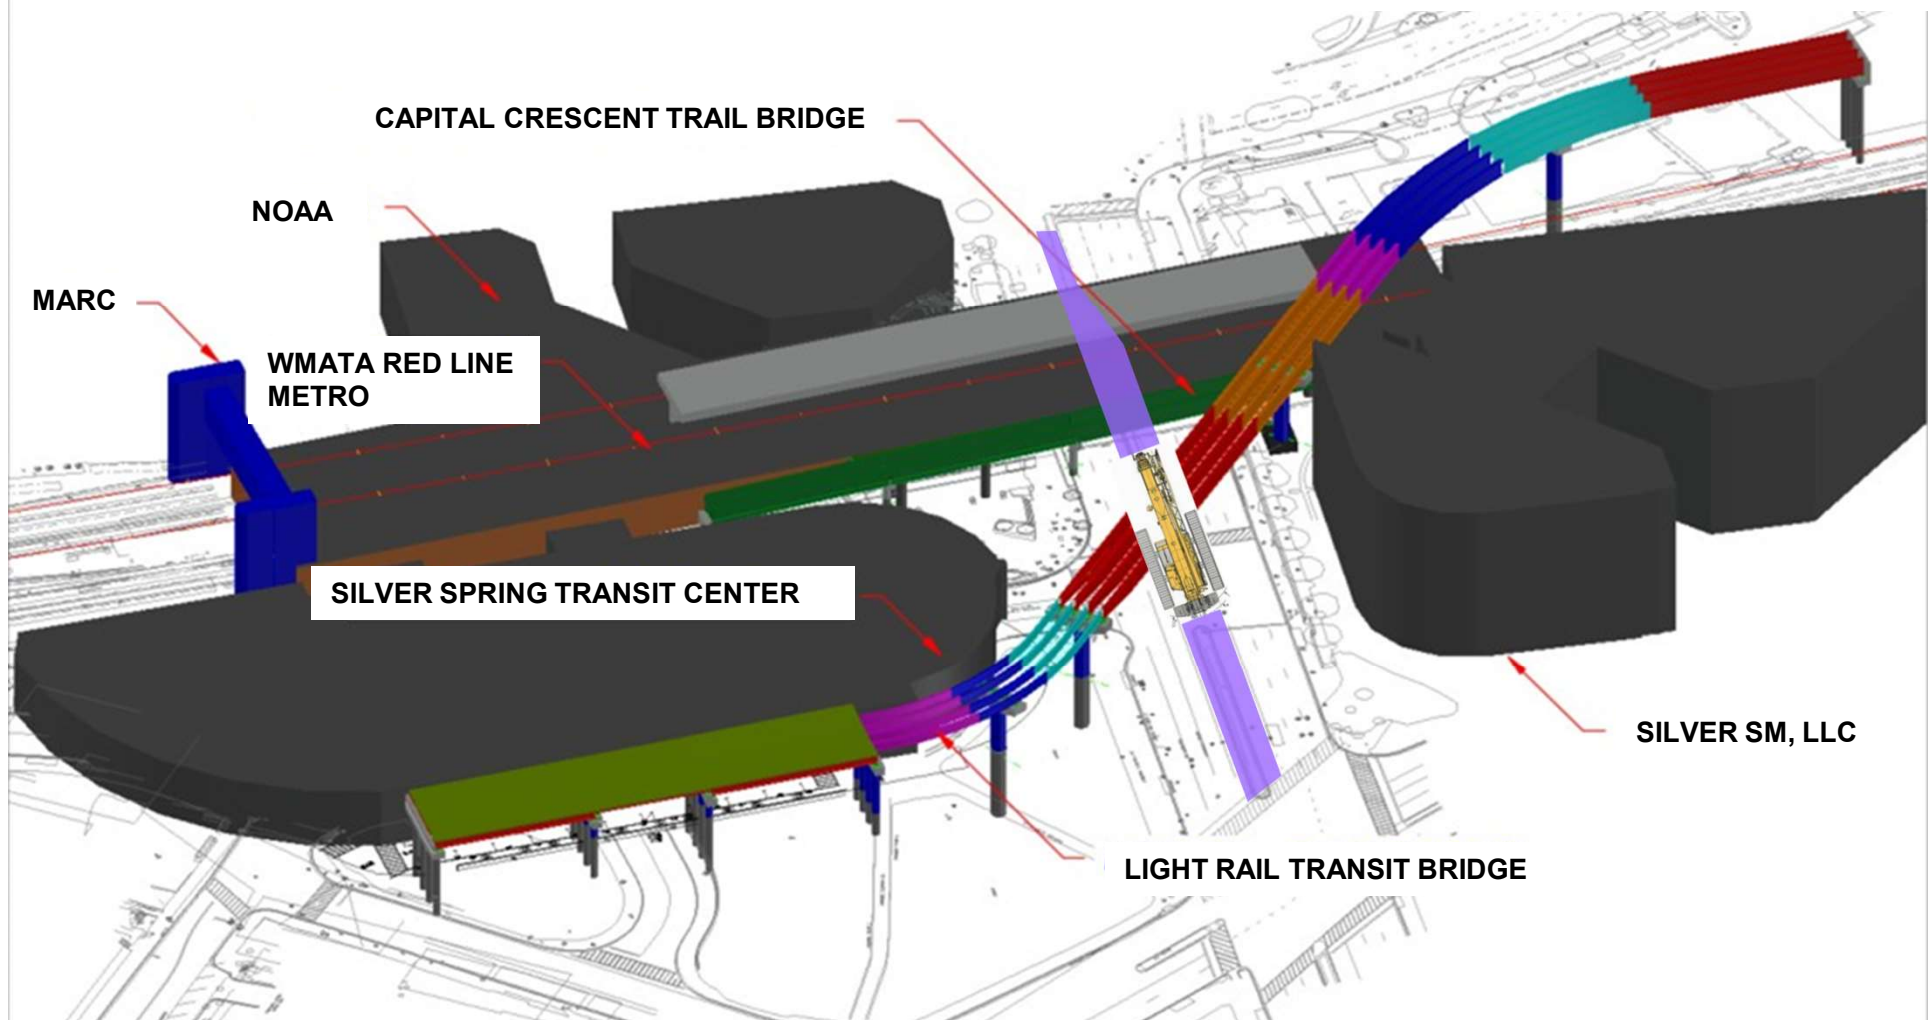 CAPITAL CRESCENT TRAIL BRIDGE
NOAA
MARC
WMATA RED LINE
METRO
SILVER SPRING TRANSIT CENTER
SILVER SM, LLC
LIGHT RAIL TRANSIT BRIDGE